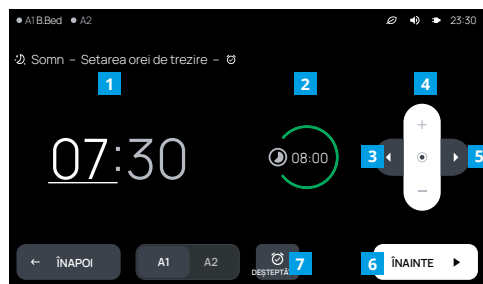 A1 B.Bed A2 23:30
Somn – Setarea orei de trezire –
1 2 4
07:30 08:00 3 5
ÎNAPOI A1 A2 7 6 ÎNAINTE